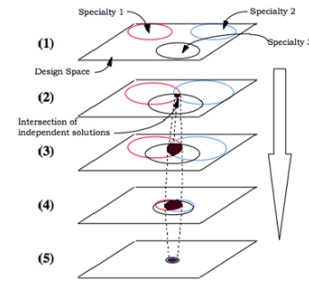 Specialty 1
Specialty 2
(1)
Specialty 3
Design Space
(2)
Intersection of
independent solutions
(3)
(4)
(5)